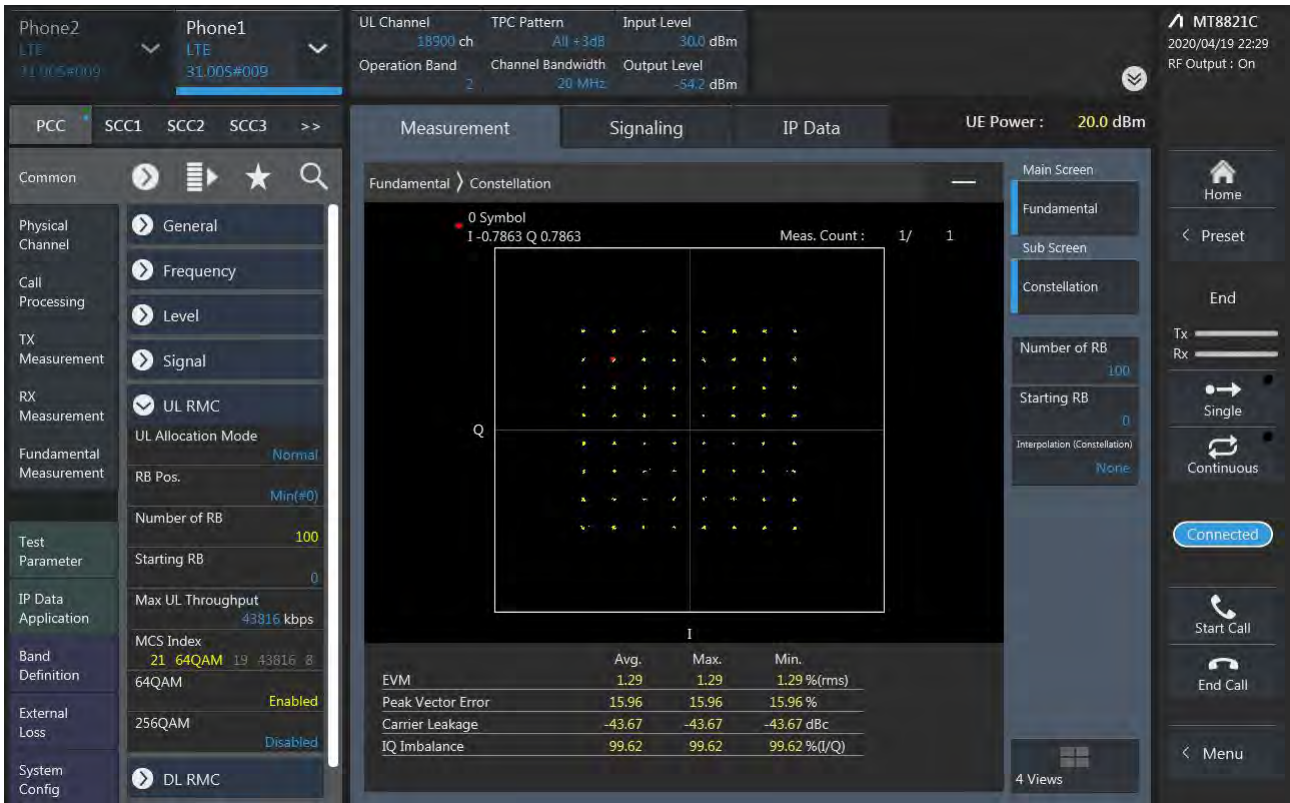 Phone2
LTE
31.00S#009
Phone1
LTE
31.00S#009
UL Channel
18900 ch
TPC Pattern
All +3dB
Input Level
30.0 dBm
Operation Band
2
Channel Bandwidth
20 MHz
Output Level
-54.2 dBm
MT8821C
2020/04/19 22:29
RF Output : On
PCC SCC1 SCC2 SCC3 >>
Measurement Signaling IP Data
UE Power : 20.0 dBm
Common
Physical
Channel
Call
Processing
TX
Measurement
RX
Measurement
Fundamental
Measurement
Test
Parameter
IP Data
Application
Band
Definition
External
Loss
System
Config
General
Frequency
Level
Signal
UL RMC
UL Allocation Mode
Normal
RB Pos.
Min(#0)
Number of RB
100
Starting RB
0
Max UL Throughput
43816 kbps
MCS Index
21 64QAM 19 43816 8
64QAM
Enabled
256QAM
Disabled
DL RMC
Fundamental 〉 Constellation
0 Symbol
I -0.7863 Q 0.7863
Meas. Count : 1/ 1
Q
I
Avg. Max. Min.
EVM 1.29 1.29 1.29 %(rms)
Peak Vector Error 15.96 15.96 15.96 %
Carrier Leakage -43.67 -43.67 -43.67 dBc
IQ Imbalance 99.62 99.62 99.62 %(I/Q)
Main Screen
Fundamental
Sub Screen
Constellation
Number of RB
100
Starting RB
0
Interpolation (Constellation)
None
4 Views
Home
< Preset
End
Tx
Rx
Single
Continuous
Connected
Start Call
End Call
< Menu